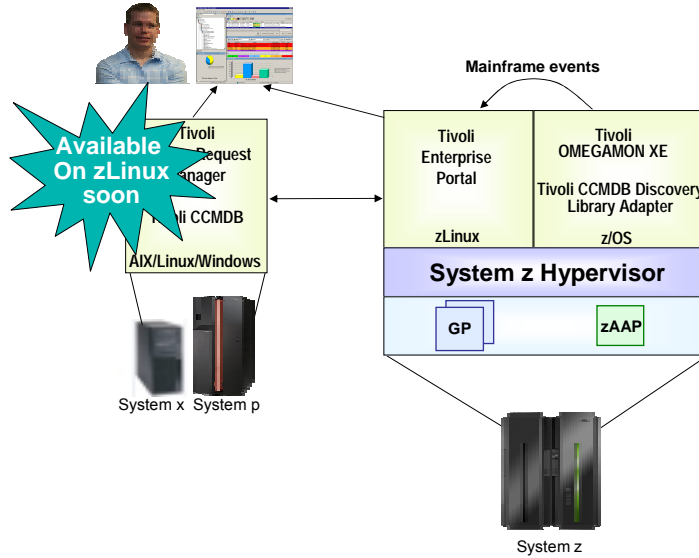 Mainframe events
Available
On zLinux
soon
Tivoli
Request
anager
Tivoli CCMDB
AIX/Linux/Windows
Tivoli
Enterprise
Portal
zLinux
Tivoli
OMEGAMON XE
Tivoli CCMDB Discovery
Library Adapter
z/OS
System z Hypervisor
GP
zAAP
System x System p
System z